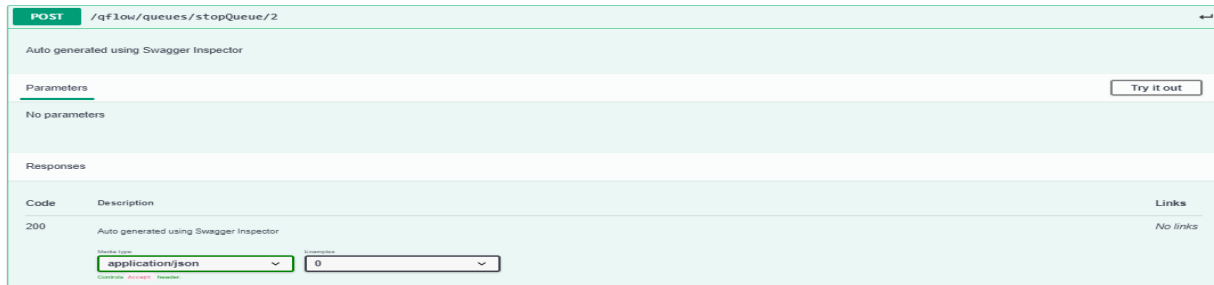 POST /qflow/queues/stopQueue/2
Auto generated using Swagger Inspector
Parameters
Try it out
No parameters
Responses
Code Description Links
200 Auto generated using Swagger Inspector No links
Media type Examples
application/json 0
Controls Accept header.